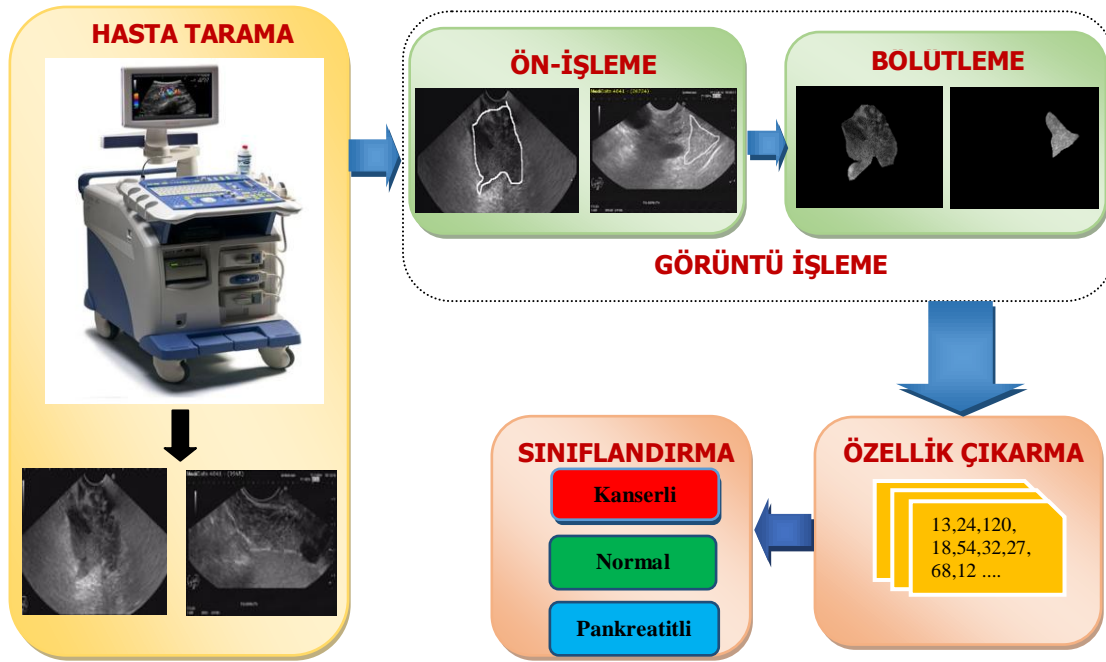 HASTA TARAMA
ÖN-İŞLEME
BOLUTLEME
GÖRÜNTÜ İŞLEME
ÖZELLİK ÇIKARMA
13,24,120,
18,54,32,27,
68,12 ....
SINIFLANDIRMA
Kanserli
Normal
Pankreatitli